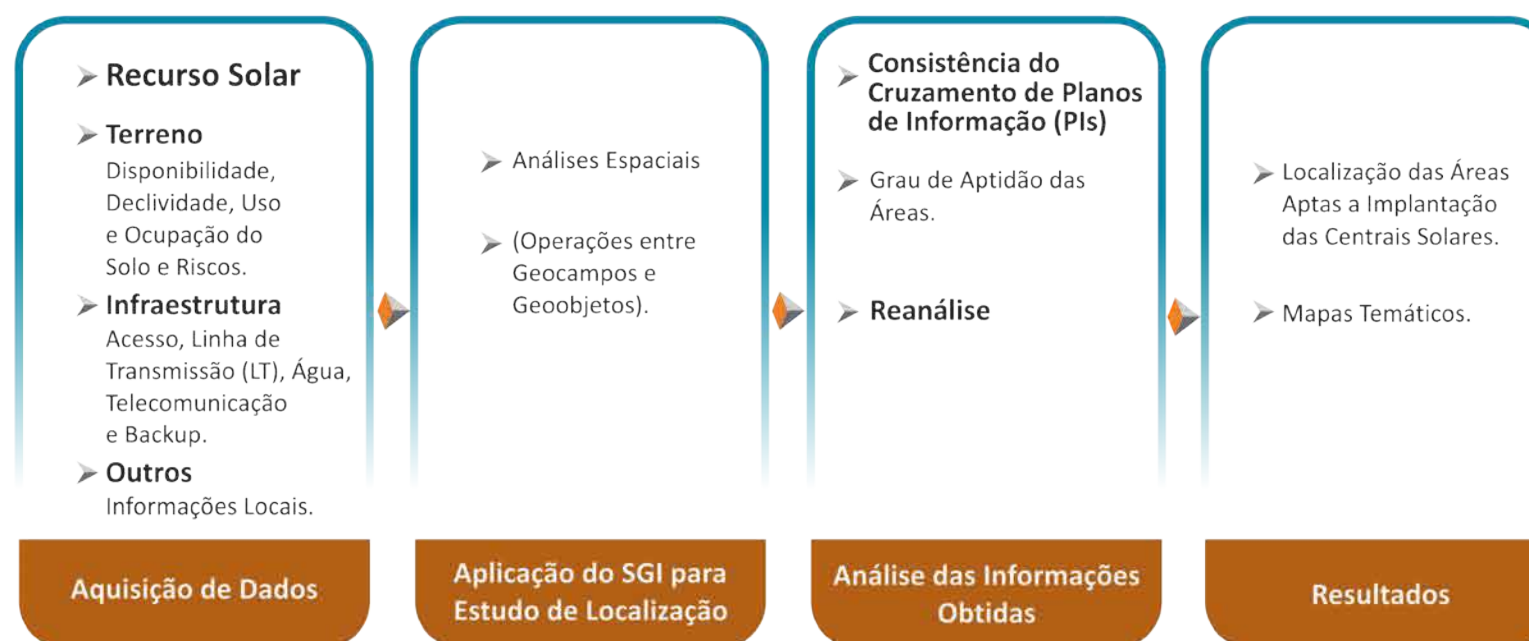 Recurso Solar
Terreno
Disponibilidade,
Declividade, Uso
e Ocupação do
Solo e Riscos.
Infraestrutura
Acesso, Linha de
Transmissão (LT), Água,
Telecomunicação
e Backup.
Outros
Informações Locais.
Aquisição de Dados
Análises Espaciais
(Operações entre
Geocampos e
Geoobjetos).
Aplicação do SGI para
Estudo de Localização
Consistência do
Cruzamento de Planos
de Informação (PIs)
Grau de Aptidão das
Áreas.
Reanálise
Análise das Informações
Obtidas
Localização das Áreas
Aptas a Implantação
das Centrais Solares.
Mapas Temáticos.
Resultados